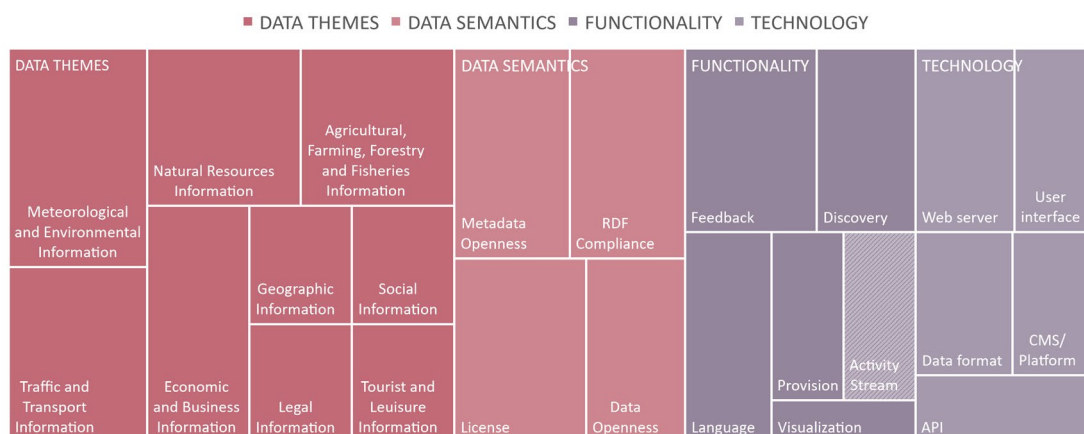 DATA THEMES DATA SEMANTICS FUNCTIONALITY TECHNOLOGY
DATA THEMES
Meteorological
and Environmental
Information
Natural Resources
Information
Agricultural,
Farming, Forestry
and Fisheries
Information
Traffic and
Transport
Information
Economic
and Business
Information
Geographic
Information
Social
Information
Legal
Information
Tourist and
Leuisure
Information
DATA SEMANTICS
Metadata
Openness
RDF
Compliance
License
Data
Openness
FUNCTIONALITY
Feedback
Discovery
Language
Provision
Activity
Stream
Visualization
TECHNOLOGY
Web server
User
interface
Data format
CMS/
Platform
API